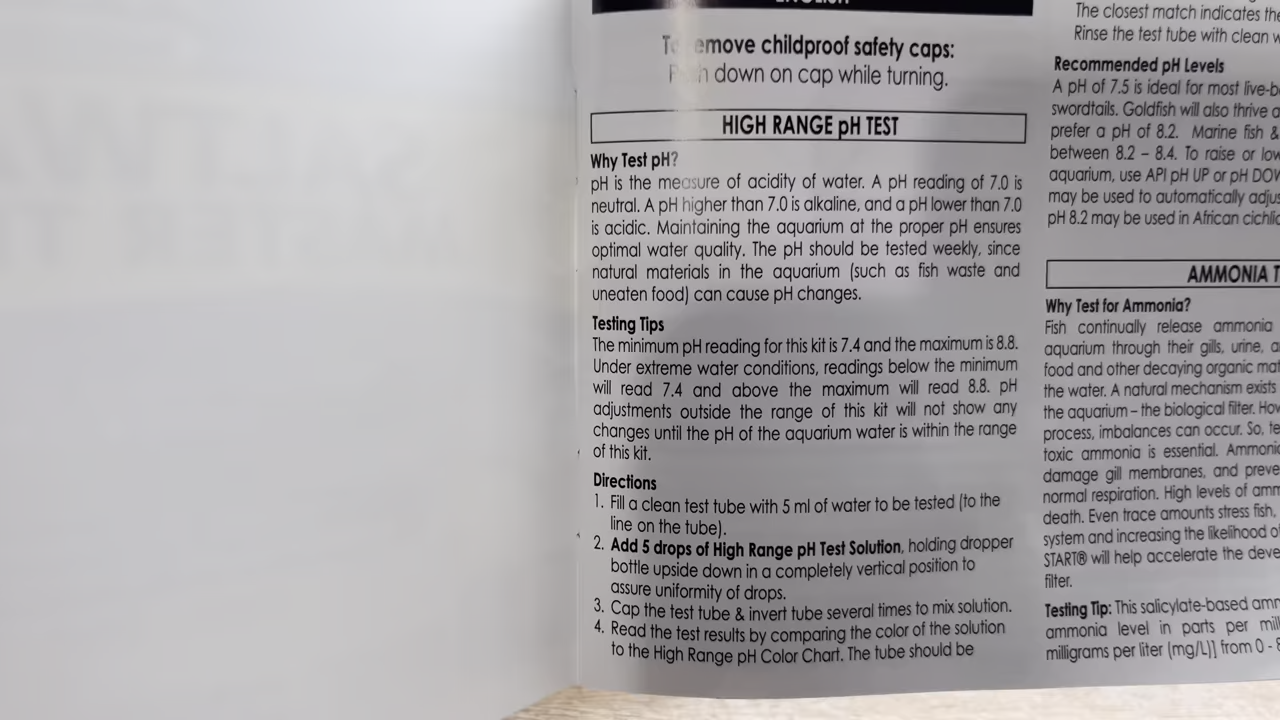 ENGLISH
To remove childproof safety caps:
Push down on cap while turning.
HIGH RANGE pH TEST
Why Test pH?
pH is the measure of acidity of water. A pH reading of 7.0 is
neutral. A pH higher than 7.0 is alkaline, and a pH lower than 7.0
is acidic. Maintaining the aquarium at the proper pH ensures
optimal water quality. The pH should be tested weekly, since
natural materials in the aquarium (such as fish waste and
uneaten food) can cause pH changes.
Testing Tips
The minimum pH reading for this kit is 7.4 and the maximum is 8.8.
Under extreme water conditions, readings below the minimum
will read 7.4 and above the maximum will read 8.8. pH
adjustments outside the range of this kit will not show any
changes until the pH of the aquarium water is within the range
of this kit.
Directions
1. Fill a clean test tube with 5 ml of water to be tested (to the
line on the tube).
2. Add 5 drops of High Range pH Test Solution, holding dropper
bottle upside down in a completely vertical position to
assure uniformity of drops.
3. Cap the test tube & invert tube several times to mix solution.
4. Read the test results by comparing the color of the solution
to the High Range pH Color Chart. The tube should be
The closest match indicates the
Rinse the test tube with clean
Recommended pH Levels
A pH of 7.5 is ideal for most
swordtails. Goldfish will also thrive
prefer a pH of 8.2. Marine fish &
between 8.2 – 8.4. To raise or
aquarium, use API pH UP or pH
may be used to automatically
pH 8.2 may be used in African
AMMONIA
Why Test for Ammonia?
Fish continually release ammonia
aquarium through their gills, urine,
food and other decaying organic
the water. A natural mechanism exists
the aquarium – the biological filter.
process, imbalances can occur. So,
toxic ammonia is essential.
damage gill membranes, and
normal respiration. High levels of
death. Even trace amounts stress fish,
system and increasing the likelihood
START® will help accelerate the
filter.
Testing Tip: This salicylate-based
ammonia level in parts per
milligrams per liter (mg/L)] from 0 -